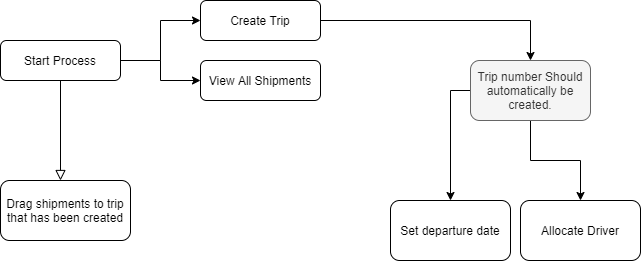 Create Trip
Start Process
View All Shipments
Trip number Should
automatically be
created.
Drag shipments to trip
that has been created
Set departure date
Allocate Driver